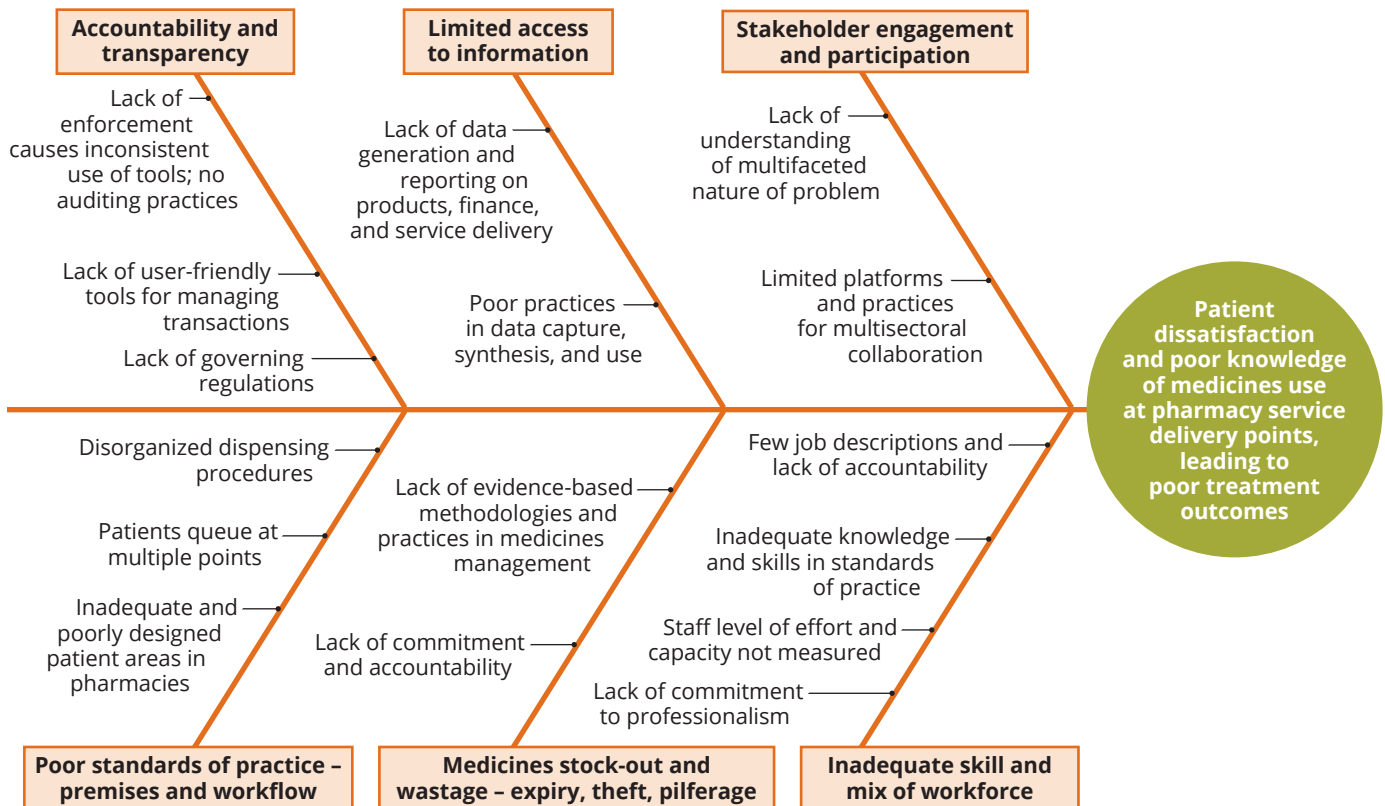 Accountability and
transparency
Lack of
enforcement
causes inconsistent
use of tools; no
auditing practices
Lack of user-friendly
tools for managing
transactions
Lack of governing
regulations
Limited access
to information
Lack of data
generation and
reporting on
products, finance,
and service delivery
Poor practices
in data capture,
synthesis, and use
Stakeholder engagement
and participation
Lack of
understanding
of multifaceted
nature of problem
Limited platforms
and practices
for multisectoral
collaboration
Patient
dissatisfaction
and poor knowledge
of medicines use
at pharmacy service
delivery points,
leading to
poor treatment
outcomes
Disorganized dispensing
procedures
Patients queue at
multiple points
Inadequate and
poorly designed
patient areas in
pharmacies
Poor standards of practice –
premises and workflow
Lack of evidence-based
methodologies and
practices in medicines
management
Lack of commitment
and accountability
Medicines stock-out and
wastage – expiry, theft, pilferage
Few job descriptions and
lack of accountability
Inadequate knowledge
and skills in standards
of practice
Staff level of effort and
capacity not measured
Lack of commitment
to professionalism
Inadequate skill and
mix of workforce